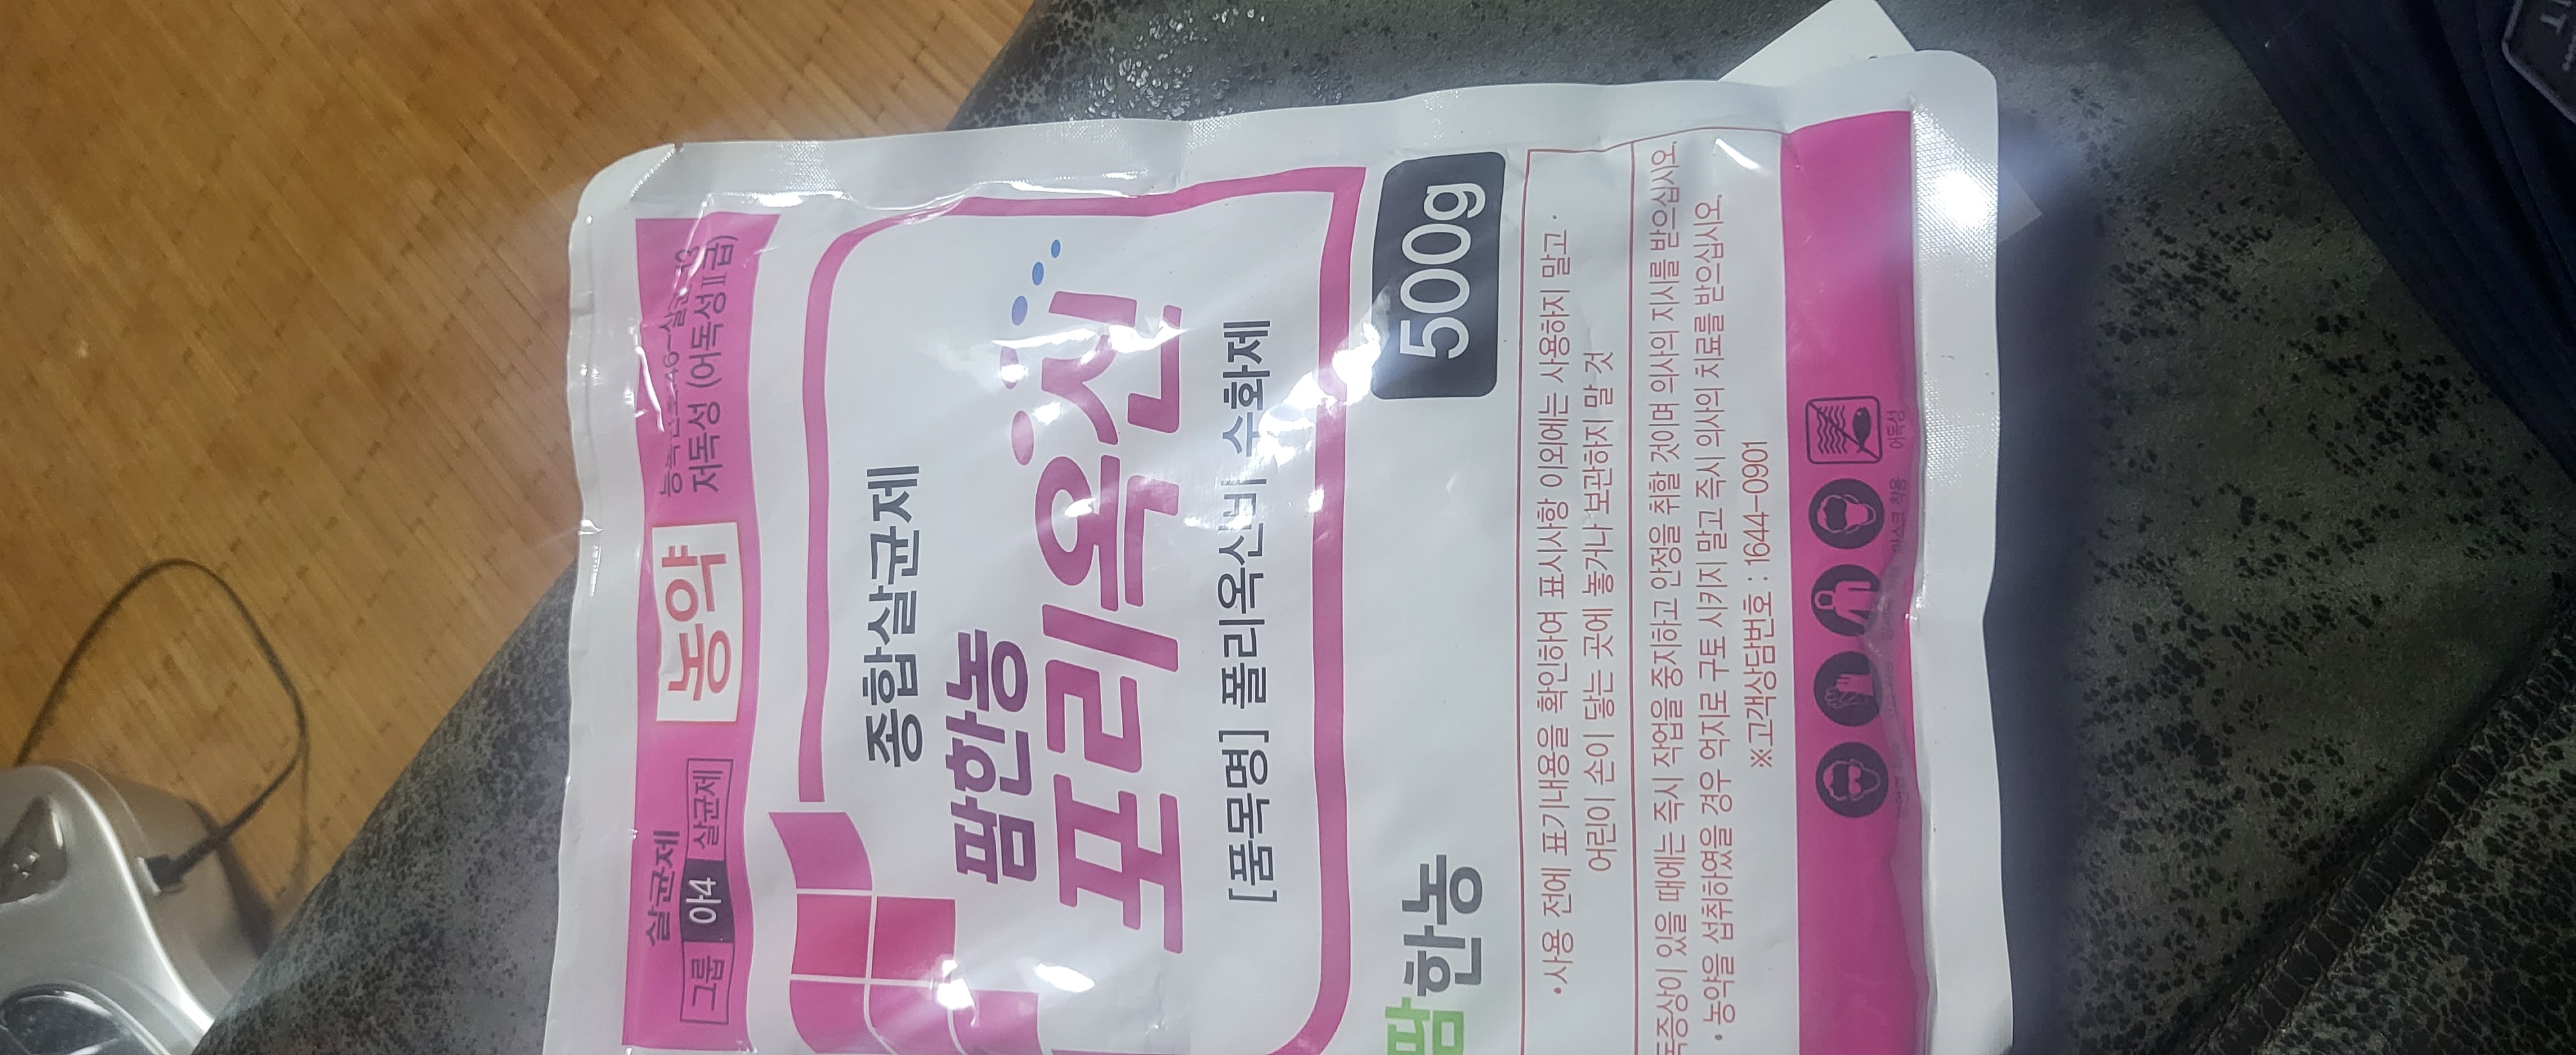 살균제
그룹 아4 살균제
농약
저독성 (어독성Ⅲ급)
종합살균제
팜한농
포리옥신
[품목명] 폴리옥신비 수화제
팜한농
500g
•사용 전에 표기내용을 확인하여 표시사항 이외에는 사용하지 말고·
어린이 손이 닿는 곳에 놓거나 보관하지 말 것
독증상이 있을 때에는 즉시 작업을 중지하고 안정을 취할 것이며 의사의 지시를 받으십시오.
•농약을 섭취하였을 경우 억지로 구토 시키지 말고 즉시 의사의 치료를 받으십시오.
※고객상담번호 : 1644-0901
마스크 착용
어독성